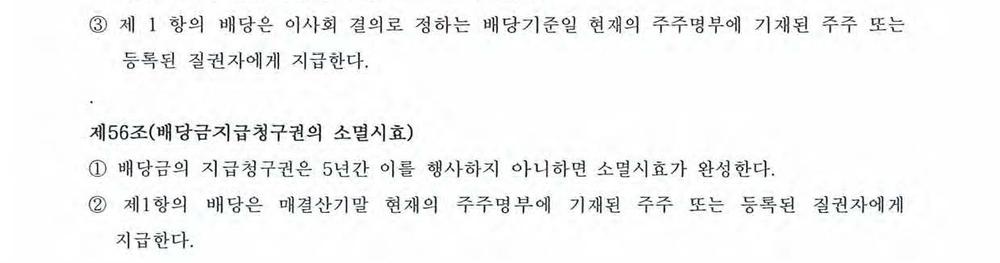 ③ 제 1 항의 배당은 이사회 결의로 정하는 배당기준일 현재의 주주명부에 기재된 주주 또는
등록된 질권자에게 지급한다.
.
제56조(배당금지급청구권의 소멸시효)
① 배당금의 지급청구권은 5년간 이를 행사하지 아니하면 소멸시효가 완성한다.
② 제1항의 배당은 매결산기말 현재의 주주명부에 기재된 주주 또는 등록된 질권자에게
지급한다.